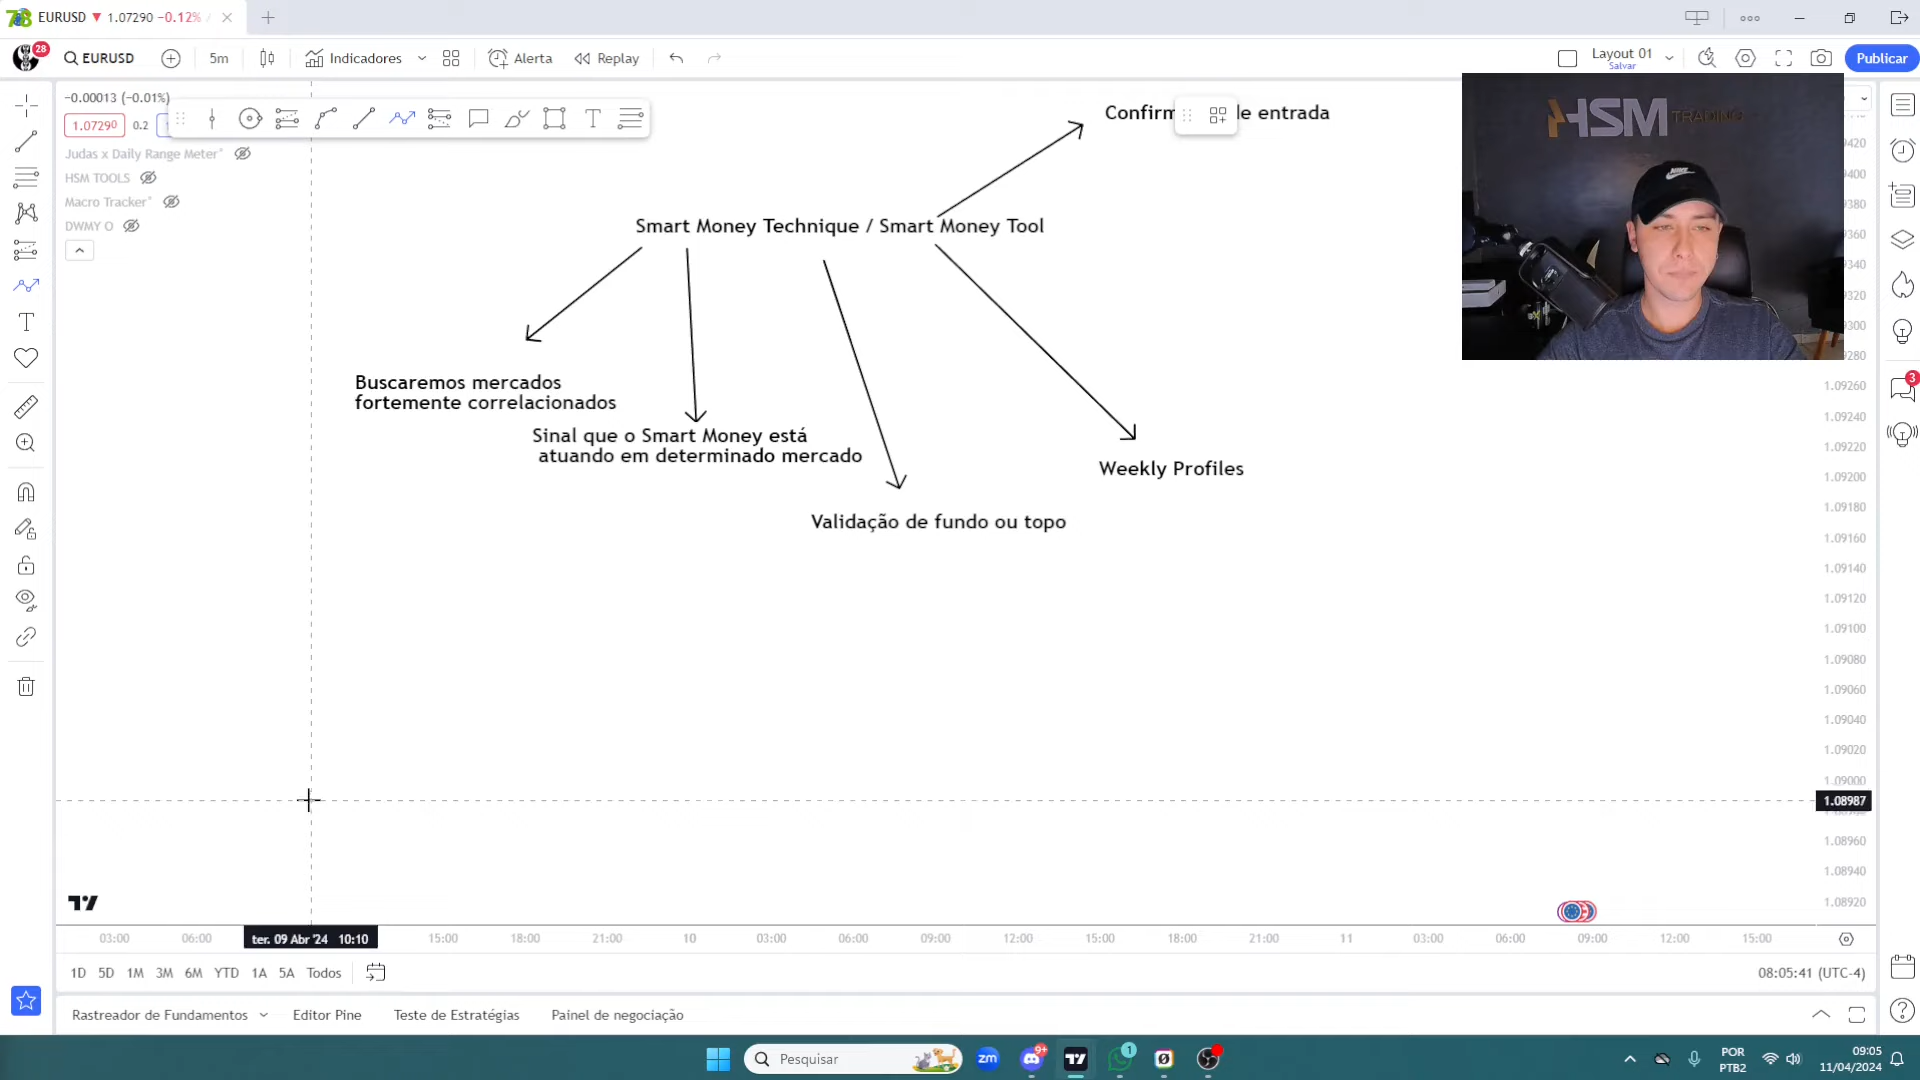 EURUSD ▼ 1.07290 −0.12% /
28
EURUSD
5m
Indicadores
Alerta
Replay
Layout 01
Salvar
Publicar
−0.00013 (−0.01%)
1.07290
0.2
Judas x Daily Range Meter
HSM TOOLS
Macro Tracker
DWMY O
Confirm
e entrada
Smart Money Technique / Smart Money Tool
Buscaremos mercados
fortemente correlacionados
Sinal que o Smart Money está
atuando em determinado mercado
Validação de fundo ou topo
Weekly Profiles
HSM TRADING
3
1.09260
1.09240
1.09220
1.09200
1.09180
1.09160
1.09140
1.09120
1.09100
1.09080
1.09060
1.09040
1.09020
1.09000
1.08987
1.08960
1.08940
1.08920
03:00
06:00
ter. 09 Abr '24 10:10
15:00
18:00
21:00
10
03:00
06:00
09:00
12:00
15:00
18:00
21:00
11
03:00
06:00
09:00
12:00
15:00
1D 5D 1M 3M 6M YTD 1A 5A Todos
08:05:41 (UTC-4)
Rastreador de Fundamentos
Editor Pine
Teste de Estratégias
Painel de negociação
Pesquisar
zm
9+
1
POR
PTB2
09:05
11/04/2024